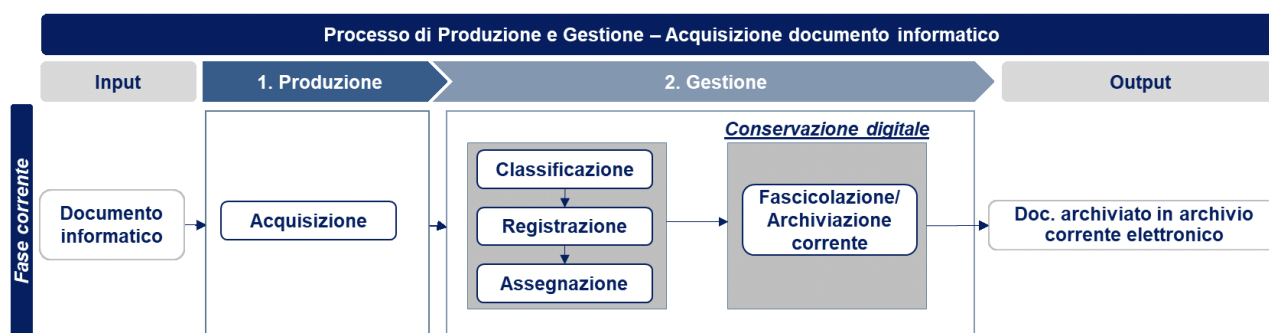 Processo di Produzione e Gestione – Acquisizione documento informatico
Input
1. Produzione
2. Gestione
Output
Fase corrente
Documento
informatico
Acquisizione
Classificazione
Registrazione
Assegnazione
Conservazione digitale
Fascicolazione/
Archiviazione
corrente
Doc. archiviato in archivio
corrente elettronico